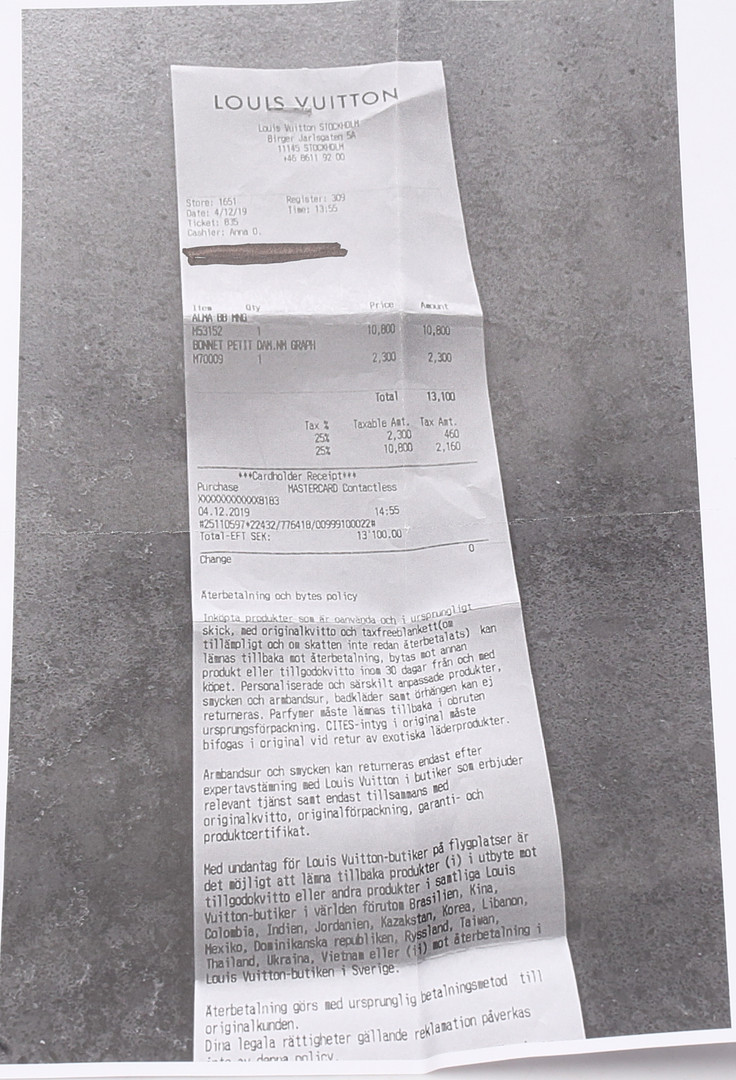 LOUIS VUITTON
Louis Vuitton STOCKHOLM
Birger Jarlsgatan 5A
11145 STOCKHOLM
+46 8611 92 00
Store: 1651 Register: 309
Date: 4/12/19 Time: 13:55
Ticket: 835
Cashier: Anna O.
Item Qty Price Amount
ALMA BB MNG
M53152 1 10,800 10,800
BONNET PETIT DAM.NM GRAPH
M70009 1 2,300 2,300
Total 13,100
Tax % Taxable Amt. Tax Amt.
25% 2,300 460
25% 10,800 2,160
***Cardholder Receipt***
Purchase MASTERCARD Contactless
XXXXXXXXXXXX8183
04.12.2019 14:55
#25110597*22432/776418/00999100022#
Total-EFT SEK: 13'100.00
Change 0
Återbetalning och bytes policy
Inköpta produkter som är oanvända och i ursprungligt
skick, med originalkvitto och taxfreeblankett(om
tillämpligt och om skatten inte redan återbetalats) kan
lämnas tillbaka mot återbetalning, bytas mot annan
produkt eller tillgodokvitto inom 30 dagar från och med
köpet. Personaliserade och särskilt anpassade produkter,
smycken och armbandsur, badkläder samt örhängen kan ej
returneras. Parfymer måste lämnas tillbaka i obruten
ursprungsförpackning. CITES-intyg i original måste
bifogas i original vid retur av exotiska läderprodukter.
Armbandsur och smycken kan returneras endast efter
expertavstämning med Louis Vuitton i butiker som erbjuder
relevant tjänst samt endast tillsammans med
originalkvitto, originalförpackning, garanti- och
produktcertifikat.
Med undantag för Louis Vuitton-butiker på flygplatser är
det möjligt att lämna tillbaka produkter (i) i utbyte mot
tillgodokvitto eller andra produkter i samtliga Louis
Vuitton-butiker i världen förutom Brasilien, Kina,
Colombia, Indien, Jordanien, Kazakstan, Korea, Libanon,
Mexiko, Dominikanska republiken, Ryssland, Taiwan,
Thailand, Ukraina, Vietnam eller (ii) mot återbetalning i
Louis Vuitton-butiken i Sverige.
Återbetalning görs med ursprunglig betalningsmetod till
originalkunden.
Dina legala rättigheter gällande reklamation påverkas
inte av denna policy.